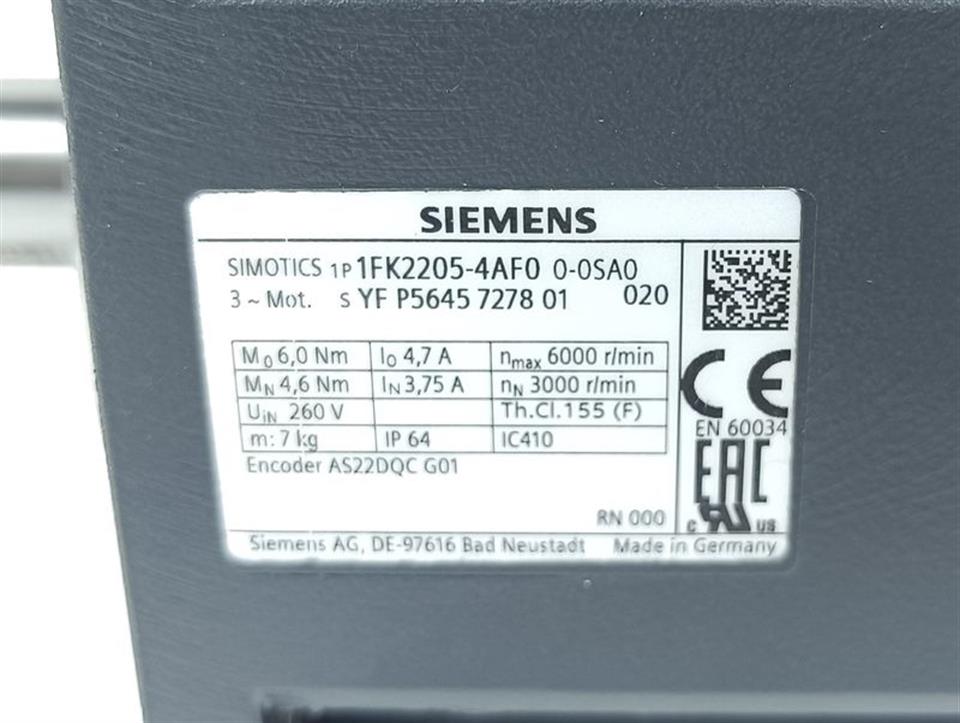 SIEMENS
SIMOTICS 1P 1FK2205-4AF0 0-0SA0
3 ~ Mot. S YF P5645 7278 01 020
M0 6,0 Nm I0 4,7 A nmax 6000 r/min
MN 4,6 Nm IN 3,75 A nN 3000 r/min
UiN 260 V Th.Cl.155 (F)
m: 7 kg IP 64 IC410
Encoder AS22DQC G01
RN 000
CE
EN 60034
EAC
c RU US
Siemens AG, DE-97616 Bad Neustadt Made in Germany